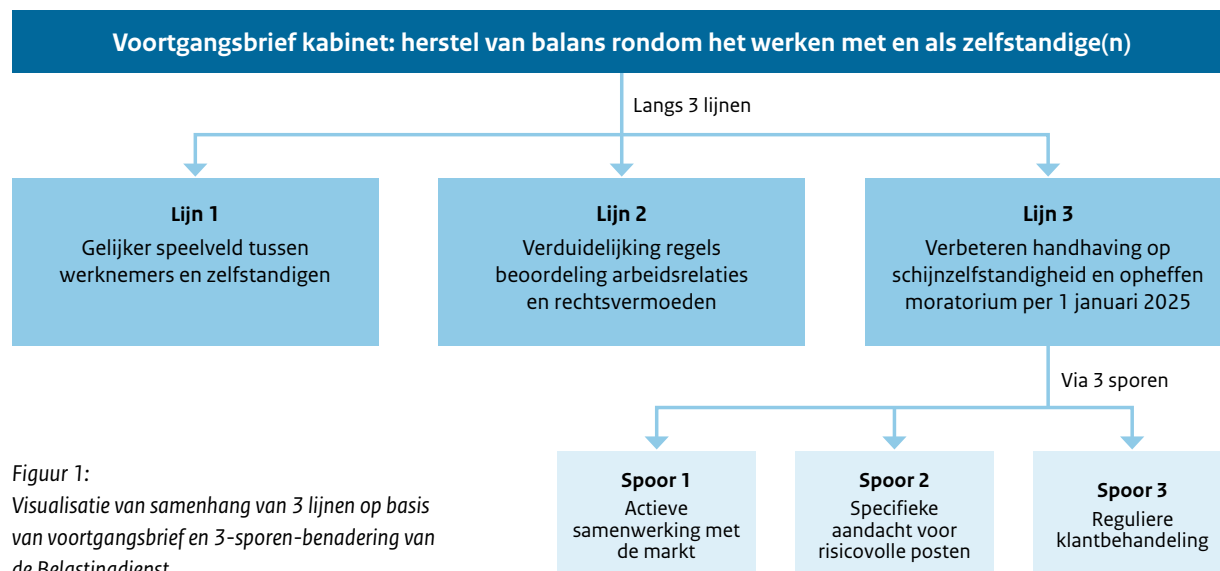 Voortgangsbrief kabinet: herstel van balans rondom het werken met en als zelfstandige(n)
Langs 3 lijnen
Lijn 1
Gelijker speelveld tussen
werknemers en zelfstandigen
Lijn 2
Verduidelijking regels
beoordeling arbeidsrelaties
en rechtsvermoeden
Lijn 3
Verbeteren handhaving op
schijnzelfstandigheid en opheffen
moratorium per 1 januari 2025
Via 3 sporen
Spoor 1
Actieve
samenwerking met
de markt
Spoor 2
Specifieke
aandacht voor
risicovolle posten
Spoor 3
Reguliere
klantbehandeling
Figuur 1:
Visualisatie van samenhang van 3 lijnen op basis
van voortgangsbrief en 3-sporen-benadering van
de Belastingdienst